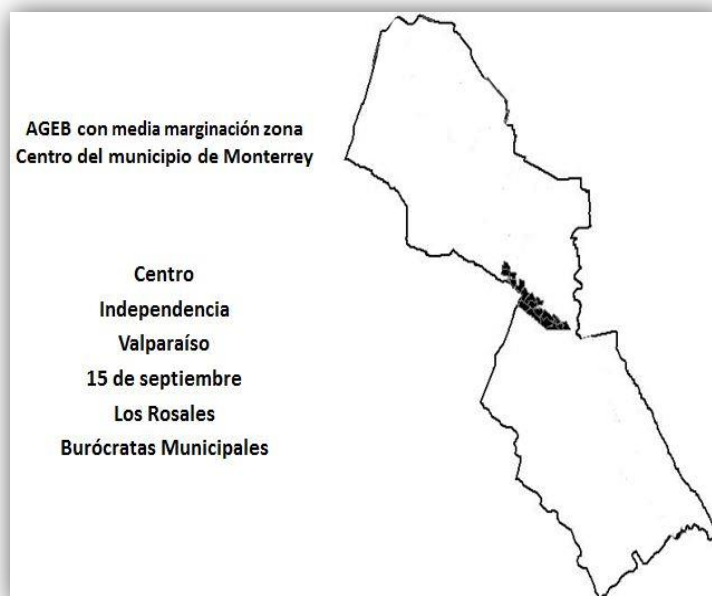 AGEB con media marginación zona
Centro del municipio de Monterrey
Centro
Independencia
Valparaíso
15 de septiembre
Los Rosales
Burócratas Municipales